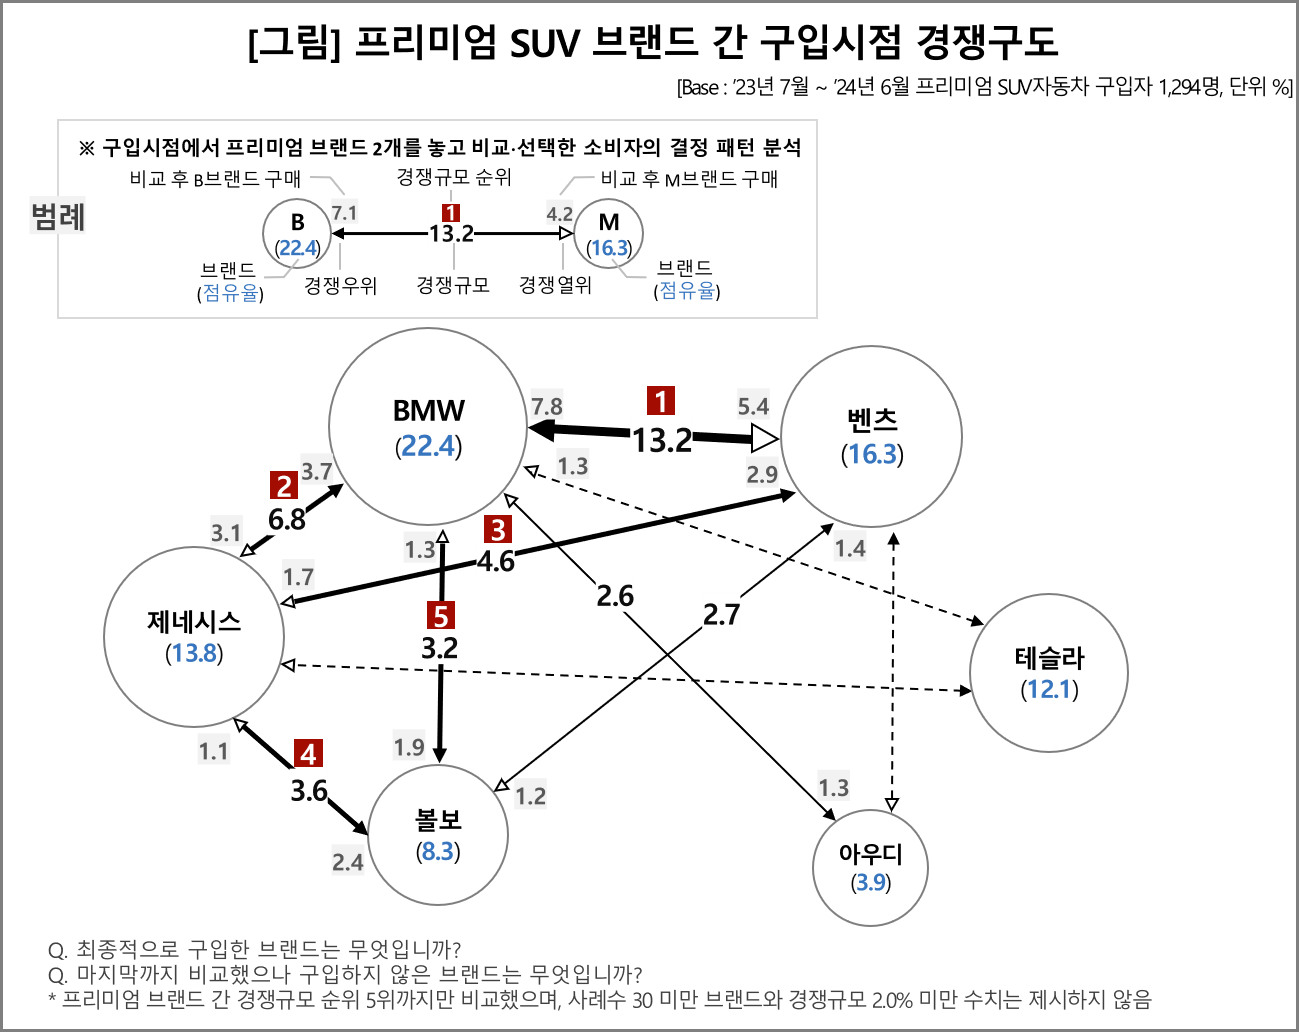 [그림] 프리미엄 SUV 브랜드 간 구입시점 경쟁구도
[Base : ’23년 7월 ~ ’24년 6월 프리미엄 SUV자동차 구입자 1,294명, 단위 %]
※ 구입시점에서 프리미엄 브랜드 2개를 놓고 비교·선택한 소비자의 결정 패턴 분석
비교 후 B브랜드 구매
경쟁규모 순위
비교 후 M브랜드 구매
범례
B
(22.4)
7.1
1
13.2
4.2
M
(16.3)
브랜드
(점유율)
경쟁우위
경쟁규모
경쟁열위
브랜드
(점유율)
BMW
(22.4)
7.8
1
13.2
5.4
벤츠
(16.3)
1.3
2.9
3.7
2
6.8
3.1
3
4.6
1.3
1.4
1.7
제네시스
(13.8)
5
3.2
2.6
2.7
테슬라
(12.1)
1.1
4
3.6
1.9
2.4
볼보
(8.3)
1.2
1.3
아우디
(3.9)
Q. 최종적으로 구입한 브랜드는 무엇입니까?
Q. 마지막까지 비교했으나 구입하지 않은 브랜드는 무엇입니까?
* 프리미엄 브랜드 간 경쟁규모 순위 5위까지만 비교했으며, 사례수 30 미만 브랜드와 경쟁규모 2.0% 미만 수치는 제시하지 않음